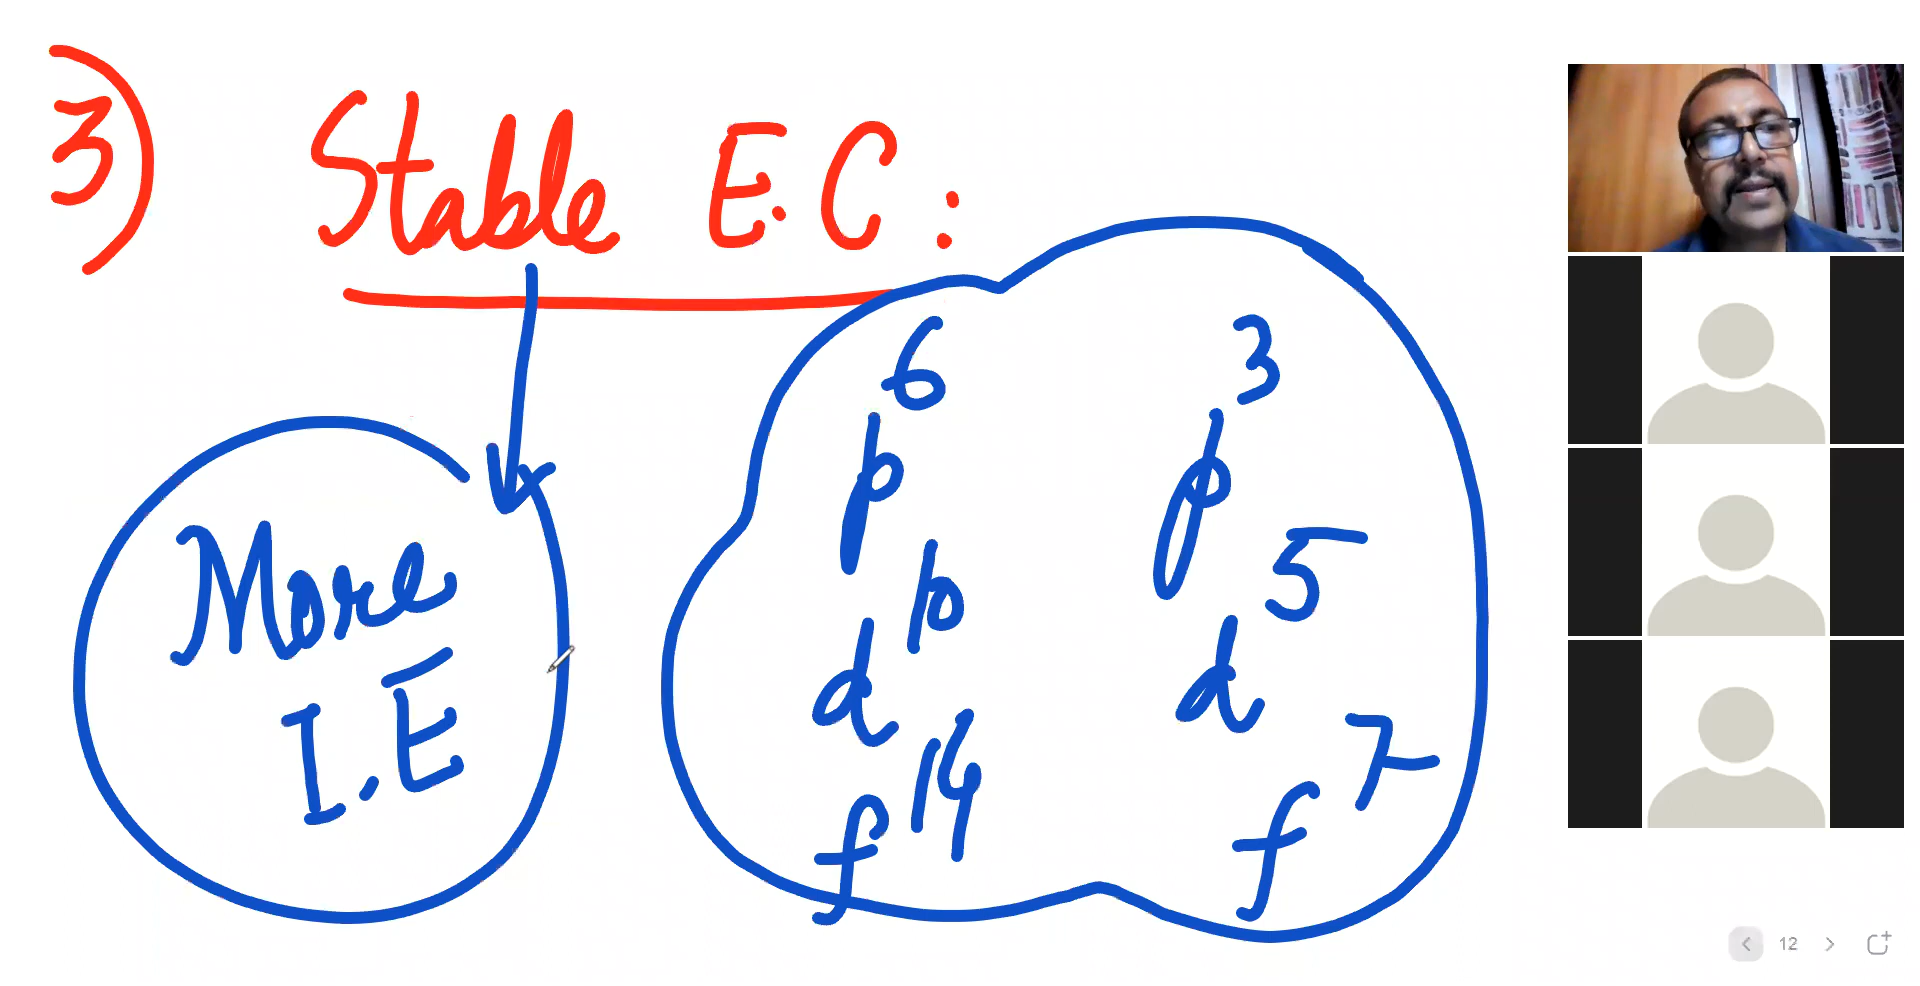 3) Stable E.C :
p⁶ p³
d¹⁰ d⁵
f¹⁴ f⁷
More
I.E
12